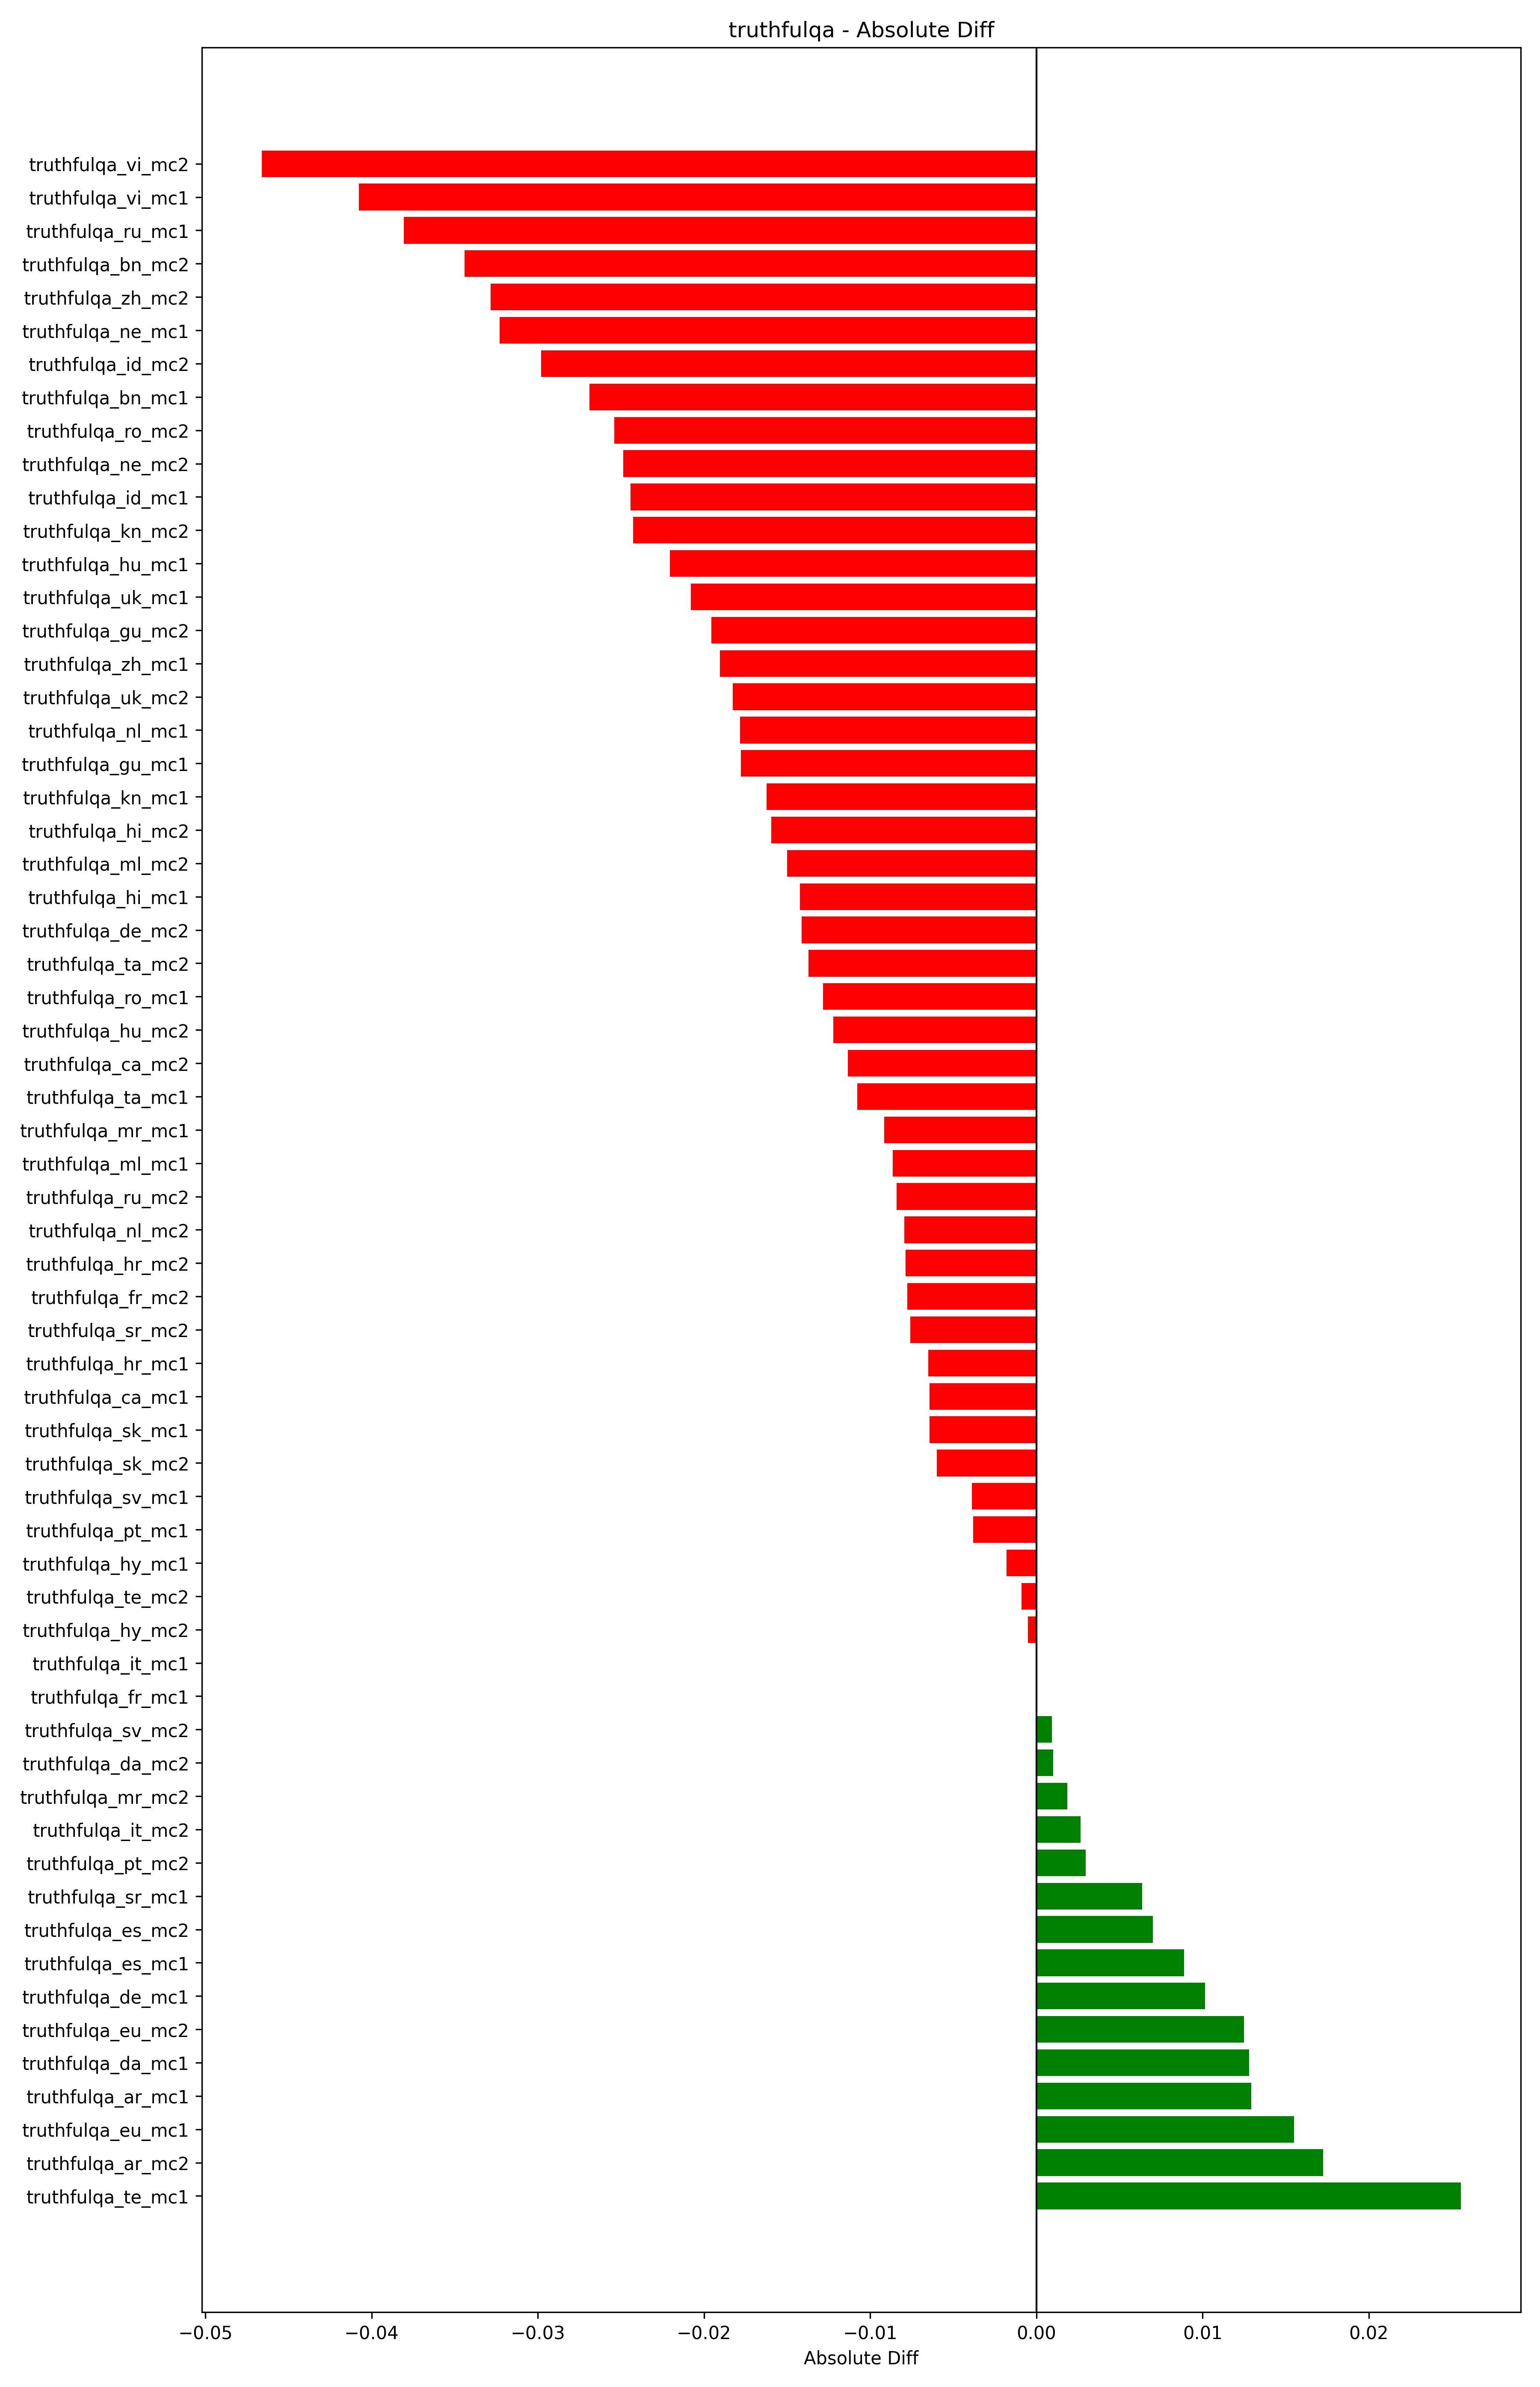 truthfulqa - Absolute Diff
truthfulqa_vi_mc2
truthfulqa_vi_mc1
truthfulqa_ru_mc1
truthfulqa_bn_mc2
truthfulqa_zh_mc2
truthfulqa_ne_mc1
truthfulqa_id_mc2
truthfulqa_bn_mc1
truthfulqa_ro_mc2
truthfulqa_ne_mc2
truthfulqa_id_mc1
truthfulqa_kn_mc2
truthfulqa_hu_mc1
truthfulqa_uk_mc1
truthfulqa_gu_mc2
truthfulqa_zh_mc1
truthfulqa_uk_mc2
truthfulqa_nl_mc1
truthfulqa_gu_mc1
truthfulqa_kn_mc1
truthfulqa_hi_mc2
truthfulqa_ml_mc2
truthfulqa_hi_mc1
truthfulqa_de_mc2
truthfulqa_ta_mc2
truthfulqa_ro_mc1
truthfulqa_hu_mc2
truthfulqa_ca_mc2
truthfulqa_ta_mc1
truthfulqa_mr_mc1
truthfulqa_ml_mc1
truthfulqa_ru_mc2
truthfulqa_nl_mc2
truthfulqa_hr_mc2
truthfulqa_fr_mc2
truthfulqa_sr_mc2
truthfulqa_hr_mc1
truthfulqa_ca_mc1
truthfulqa_sk_mc1
truthfulqa_sk_mc2
truthfulqa_sv_mc1
truthfulqa_pt_mc1
truthfulqa_hy_mc1
truthfulqa_te_mc2
truthfulqa_hy_mc2
truthfulqa_it_mc1
truthfulqa_fr_mc1
truthfulqa_sv_mc2
truthfulqa_da_mc2
truthfulqa_mr_mc2
truthfulqa_it_mc2
truthfulqa_pt_mc2
truthfulqa_sr_mc1
truthfulqa_es_mc2
truthfulqa_es_mc1
truthfulqa_de_mc1
truthfulqa_eu_mc2
truthfulqa_da_mc1
truthfulqa_ar_mc1
truthfulqa_eu_mc1
truthfulqa_ar_mc2
truthfulqa_te_mc1
−0.05 −0.04 −0.03 −0.02 −0.01 0.00 0.01 0.02
Absolute Diff